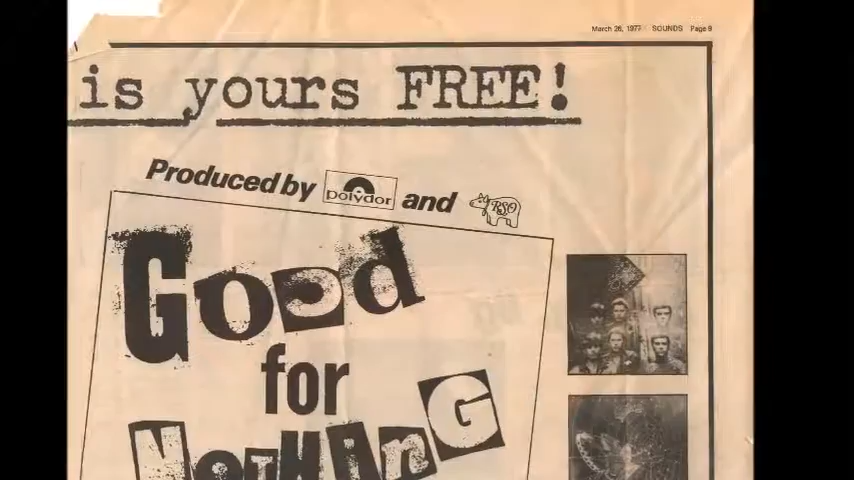 March 26, 1977 SOUNDS Page 9
is yours FREE!
Produced by polydor and RSO
Good
for
NOTHinG